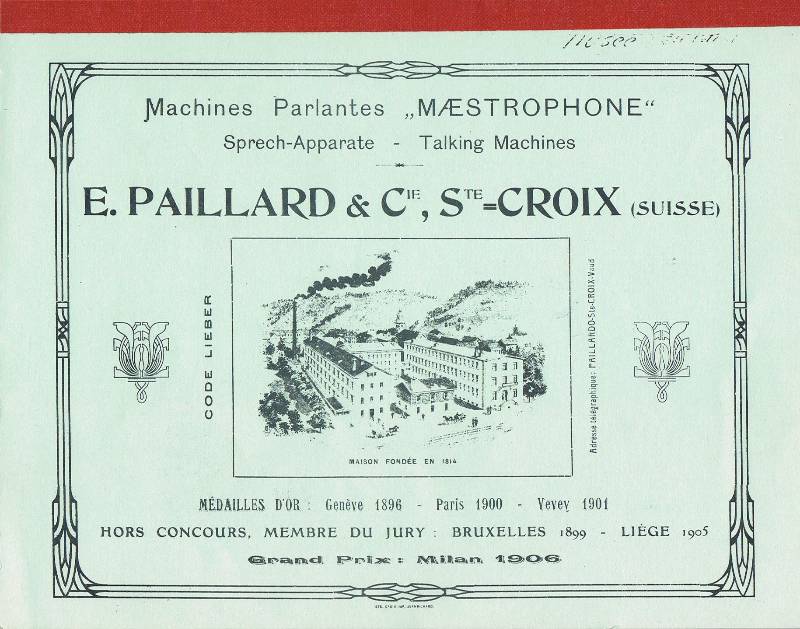 Musée
Machines Parlantes „MÆSTROPHONE“
Sprech-Apparate - Talking Machines
E. PAILLARD & CIE, STE=CROIX (SUISSE)
CODE LIEBER
Adresse télégraphique: PAILLARDO-Ste-CROIX-Vaud
MAISON FONDÉE EN 1814
MÉDAILLES D'OR : Genève 1896 - Paris 1900 - Vevey 1901
HORS CONCOURS, MEMBRE DU JURY : BRUXELLES 1899 - LIÈGE 1905
Grand Prix : Milan 1906